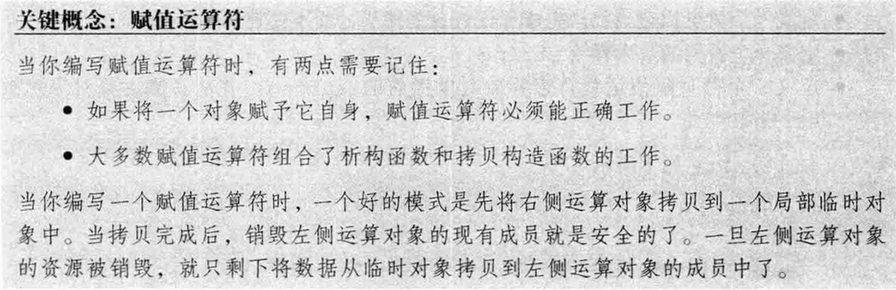 关键概念：赋值运算符
当你编写赋值运算符时，有两点需要记住：
● 如果将一个对象赋予它自身，赋值运算符必须能正确工作。
● 大多数赋值运算符组合了析构函数和拷贝构造函数的工作。
当你编写一个赋值运算符时，一个好的模式是先将右侧运算对象拷贝到一个局部临时对
象中。当拷贝完成后，销毁左侧运算对象的现有成员就是安全的了。一旦左侧运算对象
的资源被销毁，就只剩下将数据从临时对象拷贝到左侧运算对象的成员中了。